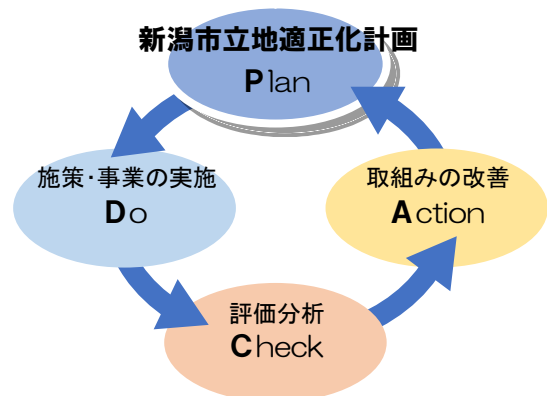 新潟市立地適正化計画
Plan
施策・事業の実施
Do
取組みの改善
Action
評価分析
Check